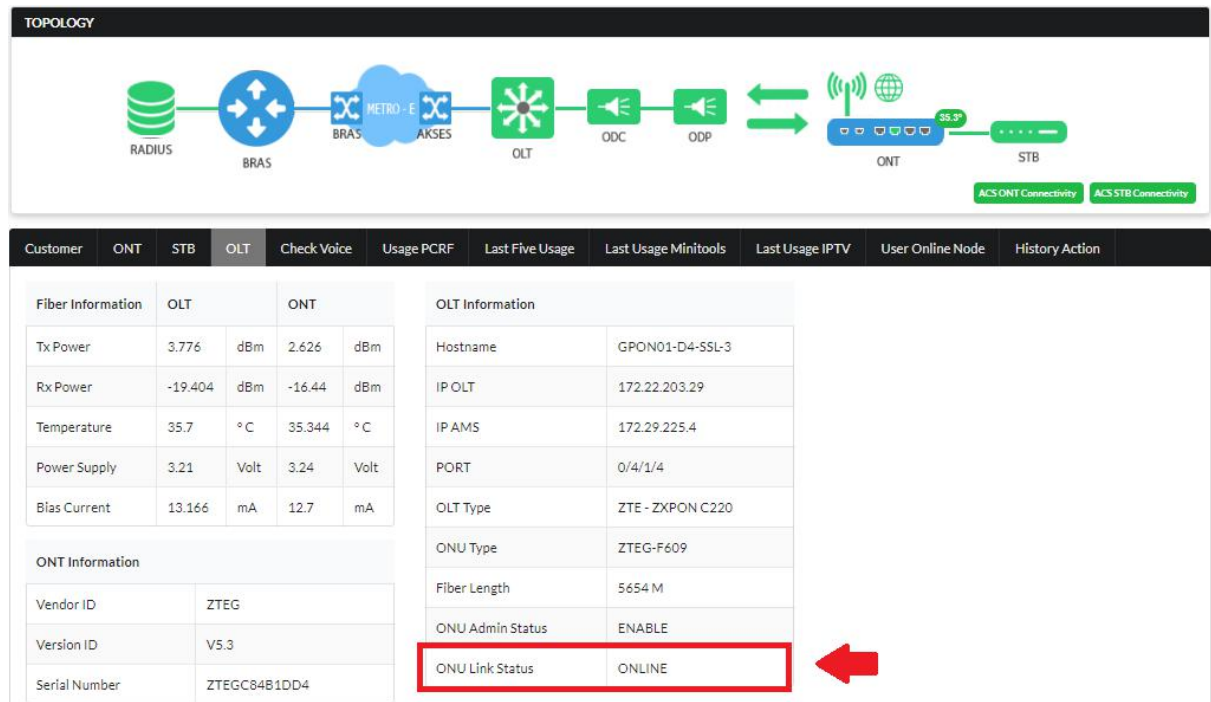 TOPOLOGY
METRO - E
35.3°
RADIUS
BRAS
BRAS
AKSES
OLT
ODC
ODP
ONT
STB
ACS ONT Connectivity ACS STB Connectivity
Customer ONT STB OLT Check Voice Usage PCRF Last Five Usage Last Usage Minitools Last Usage IPTV User Online Node History Action
Fiber Information OLT ONT
Tx Power 3.776 dBm 2.626 dBm
Rx Power -19.404 dBm -16.44 dBm
Temperature 35.7 °C 35.344 °C
Power Supply 3.21 Volt 3.24 Volt
Bias Current 13.166 mA 12.7 mA
ONT Information
Vendor ID ZTEG
Version ID V5.3
Serial Number ZTEGC84B1DD4
OLT Information
Hostname GPON01-D4-SSL-3
IP OLT 172.22.203.29
IP AMS 172.29.225.4
PORT 0/4/1/4
OLT Type ZTE - ZXPON C220
ONU Type ZTEG-F609
Fiber Length 5654 M
ONU Admin Status ENABLE
ONU Link Status ONLINE